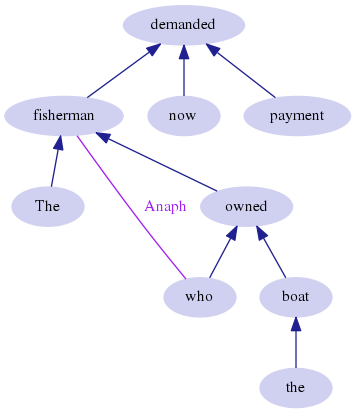 demanded
fisherman now payment
The Anaph owned
who boat
the